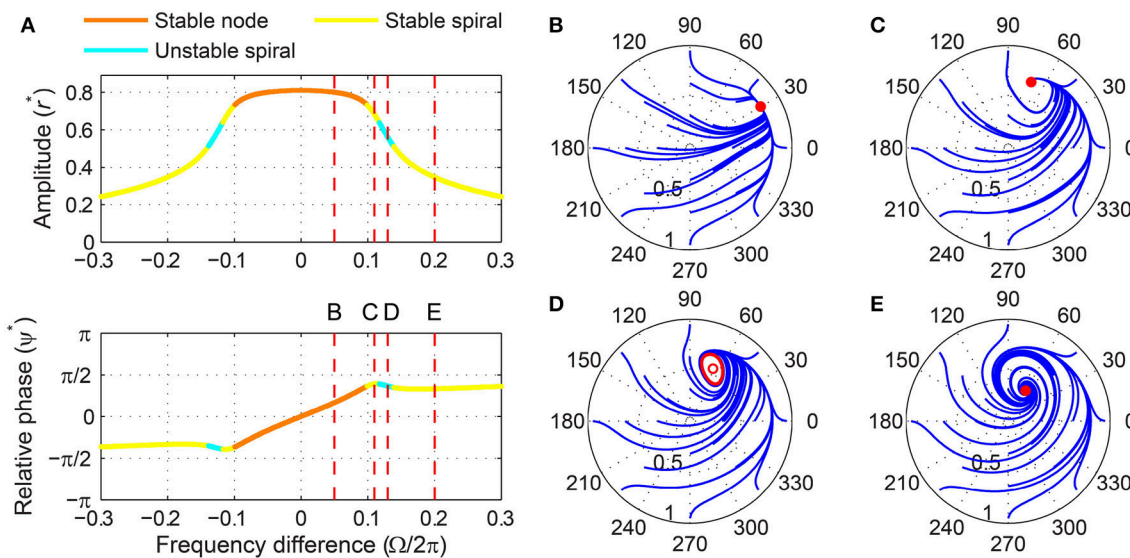 A
Stable node
Stable spiral
Unstable spiral
Amplitude (r*)
0.8
0.6
0.4
0.2
0
−0.3 −0.2 −0.1 0 0.1 0.2 0.3
B C D E
Relative phase (ψ*)
π
π/2
0
−π/2
−π
−0.3 −0.2 −0.1 0 0.1 0.2 0.3
Frequency difference (Ω/2π)
B
90
120 60
150 30
180 0
0.5
210 330
1
240 300
270
C
90
120 60
150 30
180 0
0.5
210 330
1
240 300
270
D
90
120 60
150 30
180 0
0.5
210 330
1
240 300
270
E
90
120 60
150 30
180 0
0.5
210 330
1
240 300
270